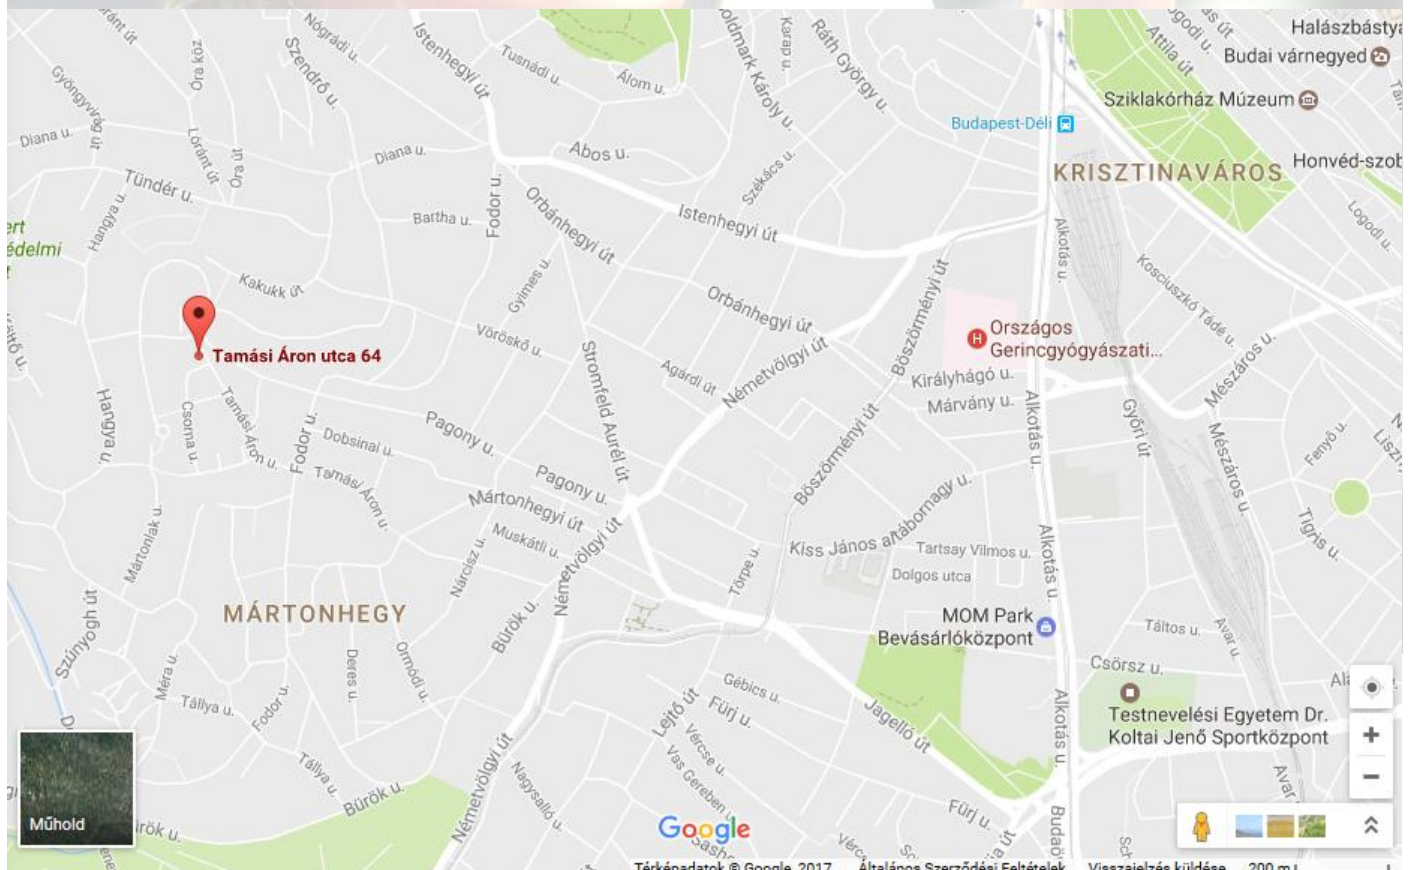 Nógrádi u.
Szendrő u.
Óra köz
Istenhegyi út
Tusnádi u.
Álom u.
Karap u.
Ráth György u.
Attila út
Halászbástya
Budai várnegyed
Gyöngyvirág út
Sziklakórház Múzeum
Budapest-Déli
Diana u.
Lóránt út
Óra út
Diana u.
Abos u.
Székács u.
KRISZTINAVÁROS
Tündér u.
Hangya u.
Fodor u.
Bartha u.
Orbánhegyi út
Istenhegyi út
Alkotás u.
Logodi u.
Kosciuszkó Tádé u.
Kakukk út
Gyimes u.
Orbánhegyi út
Böszörményi út
Tamási Áron utca 64
Vöröskő u.
Országos
Gerincgyógyászati...
Stromfeld Aurél út
Agárdi út
Németvölgyi út
Királyhágó u.
Márvány u.
Mészáros u.
Hangya u.
Csorna u.
Tamási Áron u.
Fodor u.
Dobsinai u.
Pagony u.
Alkotás u.
Győri út
Mészáros u.
Fenyő u.
Tamási Áron u.
Pagony u.
Mártonhegyi út
Böszörményi út
Muskátli u.
Németvölgyi út
Kiss János altábornagy u.
Tartsay Vilmos u.
Dolgos utca
Alkotás u.
Tigris u.
Mártonlak u.
Nárcisz u.
Törpe u.
MÁRTONHEGY
Bürök u.
MOM Park
Bevásárlóközpont
Táltos u.
Avar u.
Szúnyogh út
Méra u.
Deres u.
Ormódi u.
Csörsz u.
Tállya u.
Fodor u.
Lejtő út
Gébics u.
Fürj u.
Jagelló út
Alkotás u.
Testnevelési Egyetem Dr.
Koltai Jenő Sportközpont
Vércse u.
Vas Gereben u.
Tállya u.
Bürök u.
Németvölgyi út
Nagysalló u.
Fürj u.
Avar u.
Műhold
Google
Térképadatok © Google, 2017 Általános Szerződési Feltételek Visszajelzés küldése 200 m